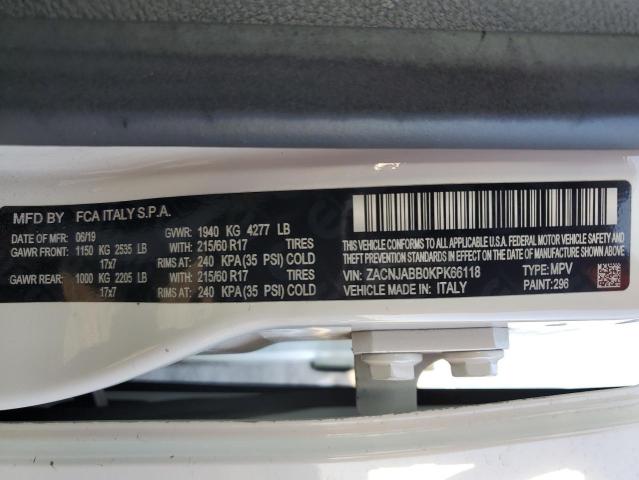 MFD BY FCA ITALY S.P.A.
DATE OF MFR: 06/19 GVWR: 1940 KG 4277 LB
GAWR FRONT: 1150 KG 2535 LB WITH: 215/60 R17 TIRES
17x7 RIMS AT: 240 KPA (35 PSI) COLD
GAWR REAR: 1000 KG 2205 LB WITH: 215/60 R17 TIRES
17x7 RIMS AT: 240 KPA (35 PSI) COLD
THIS VEHICLE CONFORMS TO ALL APPLICABLE U.S.A. FEDERAL MOTOR VEHICLE SAFETY AND
THEFT PREVENTION STANDARDS IN EFFECT ON THE DATE OF MANUFACTURE SHOWN ABOVE.
VIN: ZACNJABB0KPK66118 TYPE: MPV
VEHICLE MADE IN: ITALY PAINT:296